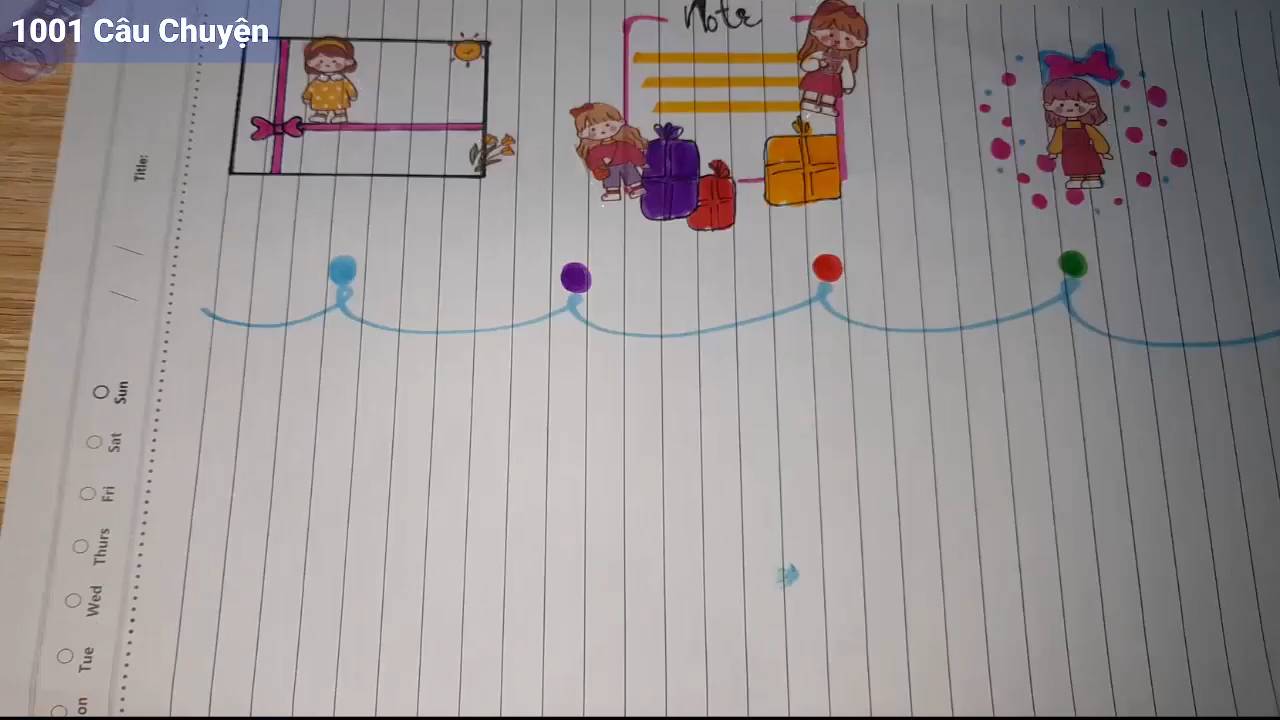 1001 Câu Chuyện
Note
Title:
/ /
Sun
Sat
Fri
Thurs
Wed
Tue
on